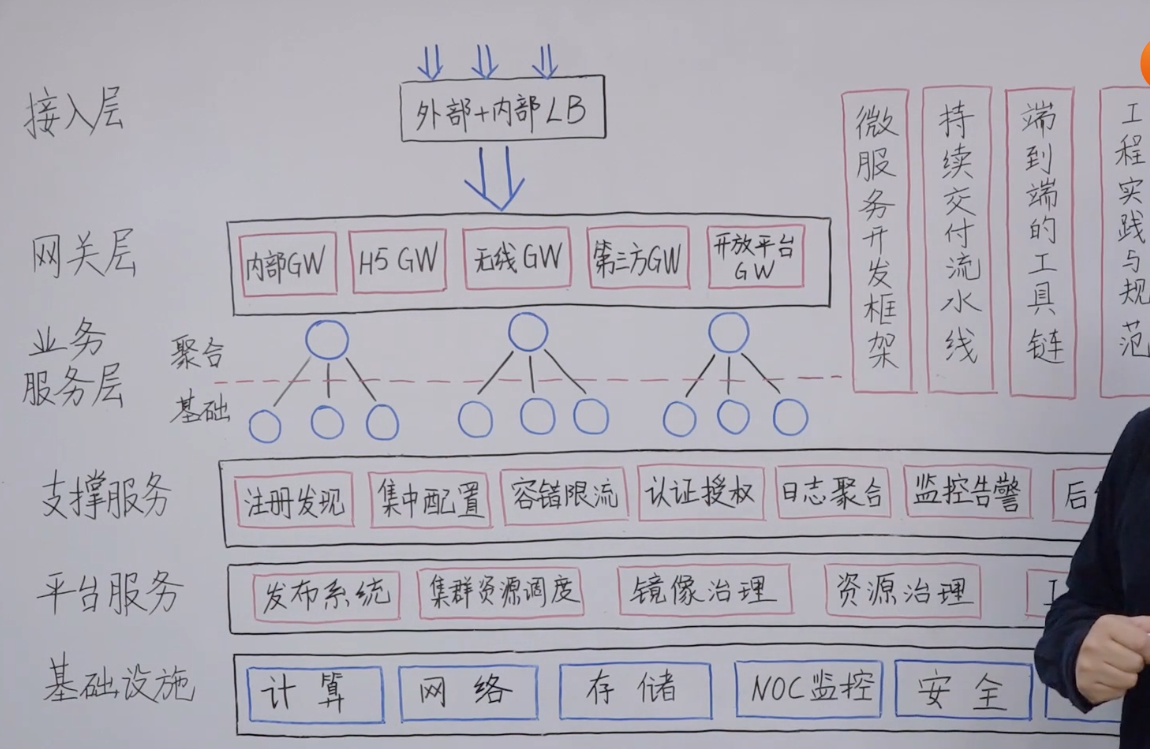 接入层
外部+内部LB
网关层
内部GW
H5 GW
无线GW
第三方GW
开放平台
GW
业务
服务层
聚合
基础
支撑服务
注册发现
集中配置
容错限流
认证授权
日志聚合
监控告警
后
平台服务
发布系统
集群资源调度
镜像治理
资源治理
基础设施
计算
网络
存储
NOC监控
安全
微服务开发框架
持续交付流水线
端到端的工具链
工程实践与规范